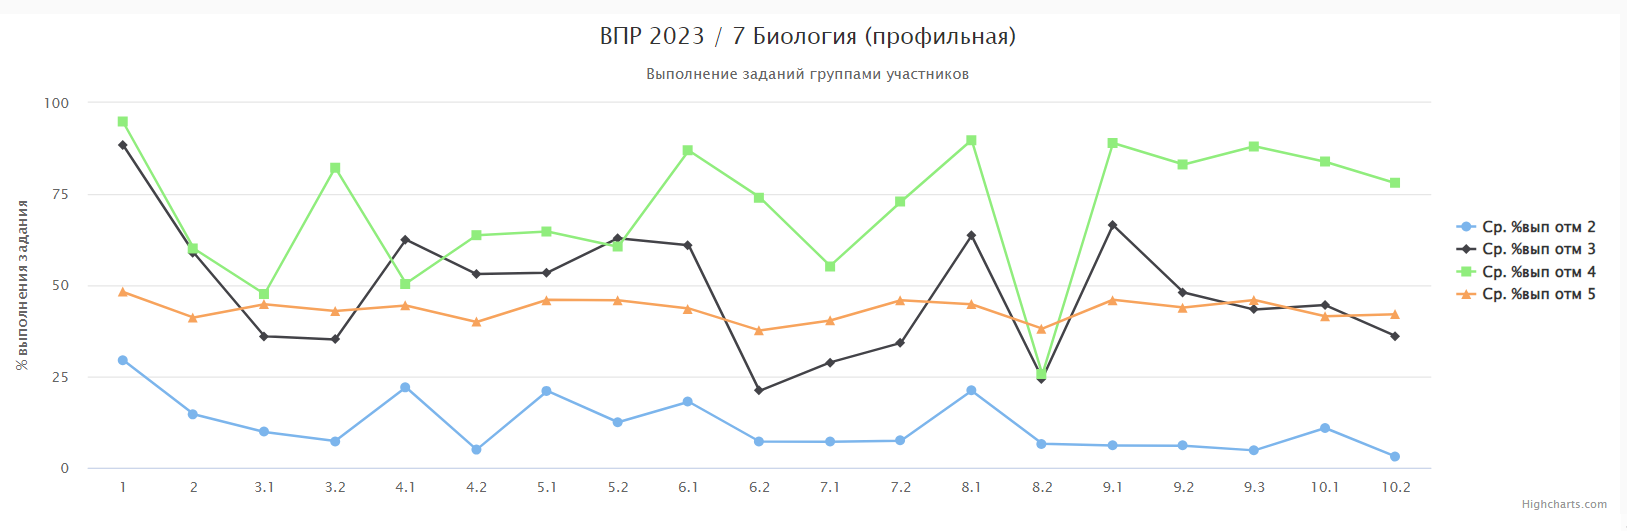 ВПР 2023 / 7 Биология (профильная)
Выполнение заданий группами участников
% выполнения задания
100
75
50
25
0
1 2 3.1 3.2 4.1 4.2 5.1 5.2 6.1 6.2 7.1 7.2 8.1 8.2 9.1 9.2 9.3 10.1 10.2
Ср. %вып отм 2
Ср. %вып отм 3
Ср. %вып отм 4
Ср. %вып отм 5
Highcharts.com